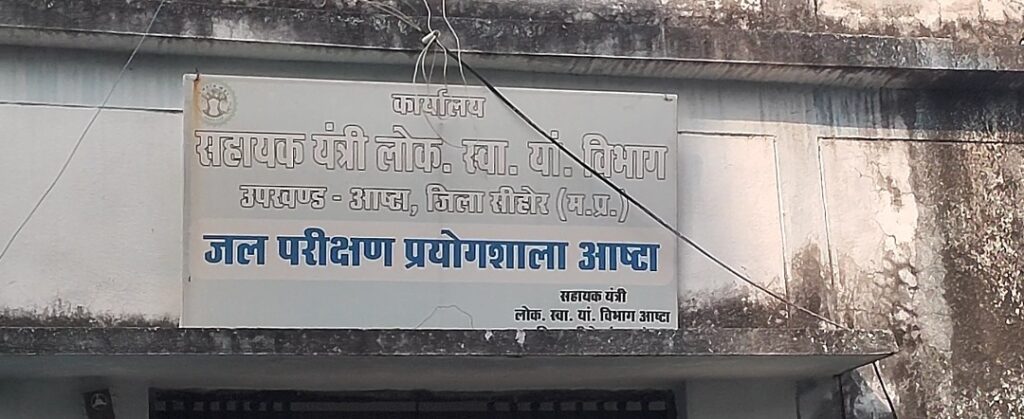 कार्यालय
सहायक यंत्री लोक. स्वा. यां. विभाग
उपखण्ड - आष्टा, जिला सीहोर (म.प्र.)
जल परीक्षण प्रयोगशाला आष्टा
सहायक यंत्री
लोक. स्वा. यां. विभाग आष्टा